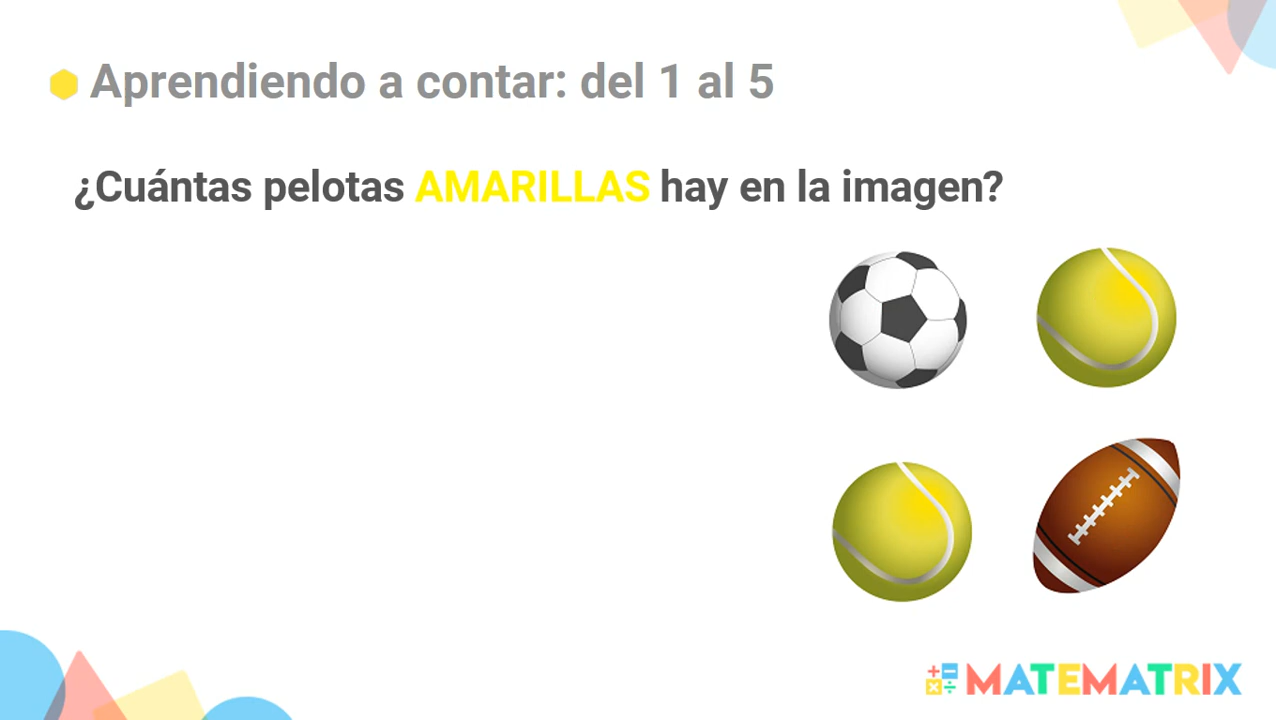 Aprendiendo a contar: del 1 al 5
¿Cuántas pelotas AMARILLAS hay en la imagen?
MATEMATRIX